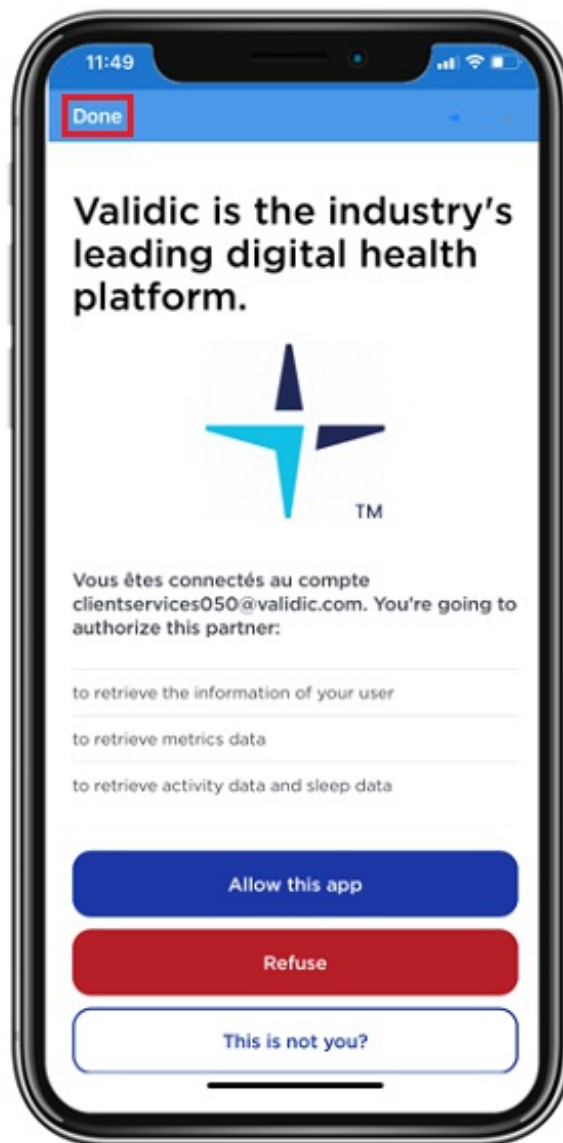 11:49
Done
Validic is the industry's
leading digital health
platform.
TM
Vous êtes connectés au compte
clientservices050@validic.com. You're going to
authorize this partner:
to retrieve the information of your user
to retrieve metrics data
to retrieve activity data and sleep data
Allow this app
Refuse
This is not you?